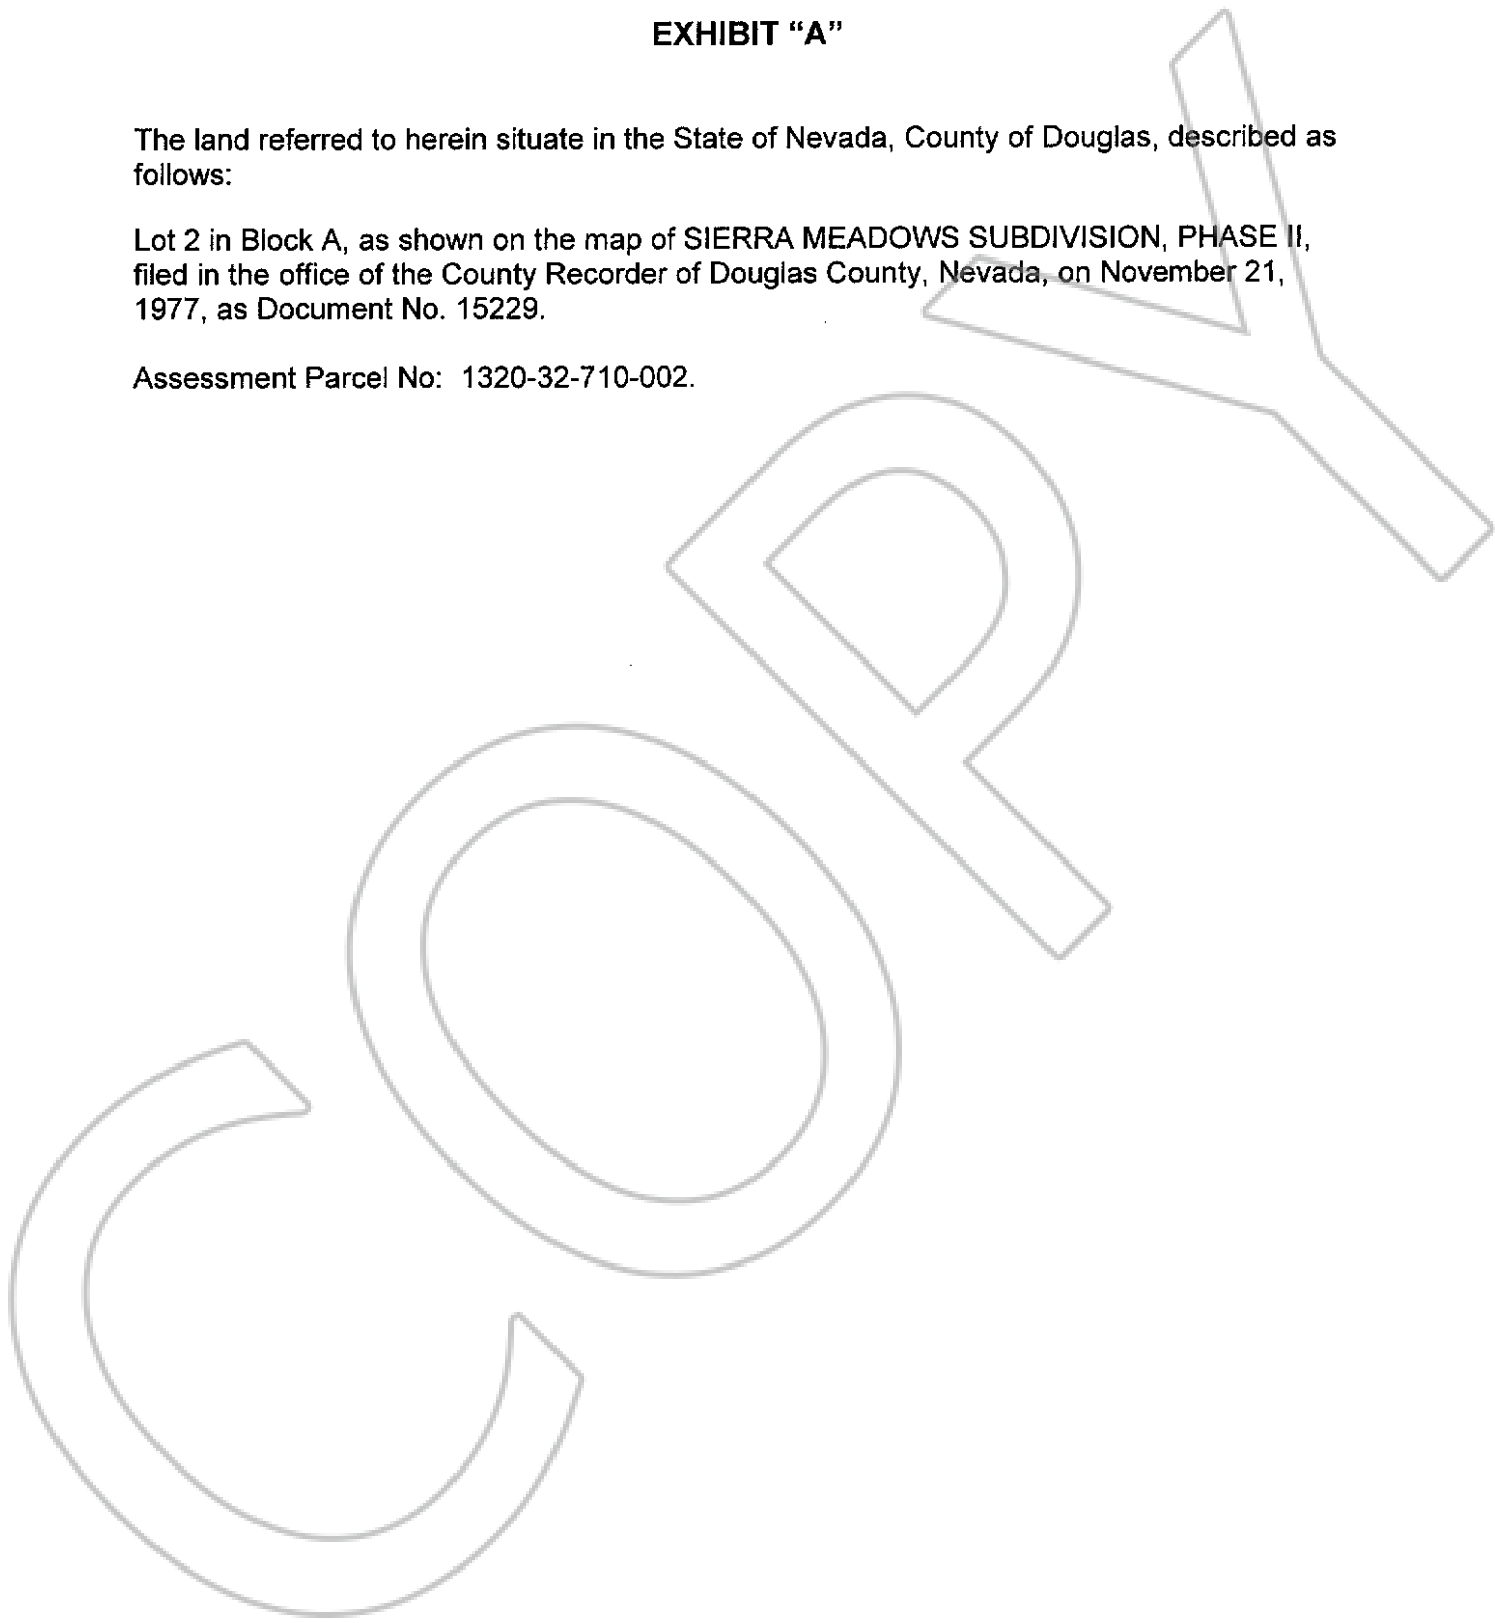 EXHIBIT “A”
The land referred to herein situate in the State of Nevada, County of Douglas, described as
follows:
Lot 2 in Block A, as shown on the map of SIERRA MEADOWS SUBDIVISION, PHASE II,
filed in the office of the County Recorder of Douglas County, Nevada, on November 21,
1977, as Document No. 15229.
Assessment Parcel No: 1320-32-710-002.
COPY